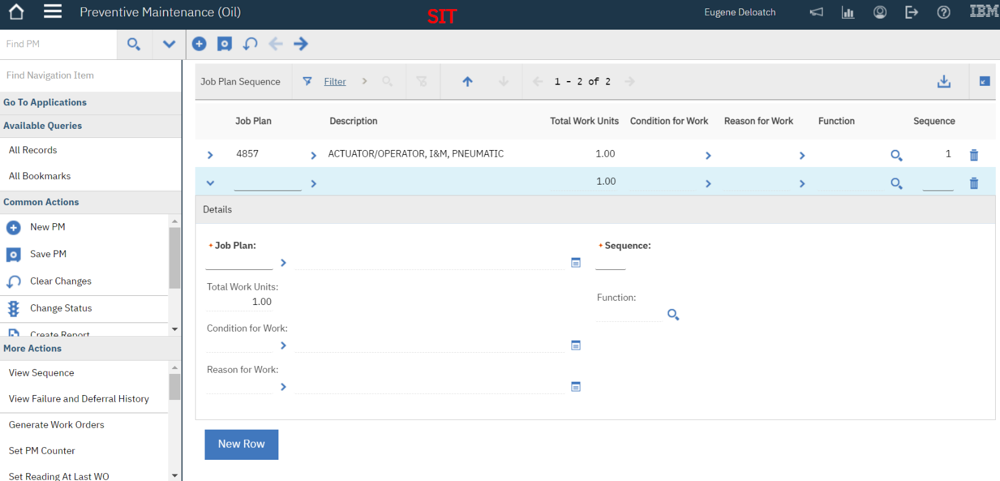 Preventive Maintenance (Oil)
SIT
Eugene Deloatch
IBM
Find PM
Find Navigation Item
Go To Applications
Available Queries
All Records
All Bookmarks
Common Actions
New PM
Save PM
Clear Changes
Change Status
Create Report
More Actions
View Sequence
View Failure and Deferral History
Generate Work Orders
Set PM Counter
Set Reading At Last WO
Job Plan Sequence
Filter
1 - 2 of 2
Job Plan Description Total Work Units Condition for Work Reason for Work Function Sequence
4857 ACTUATOR/OPERATOR, I&M, PNEUMATIC 1.00 1
1.00
Details
Job Plan:
Sequence:
Total Work Units:
1.00
Function:
Condition for Work:
Reason for Work:
New Row